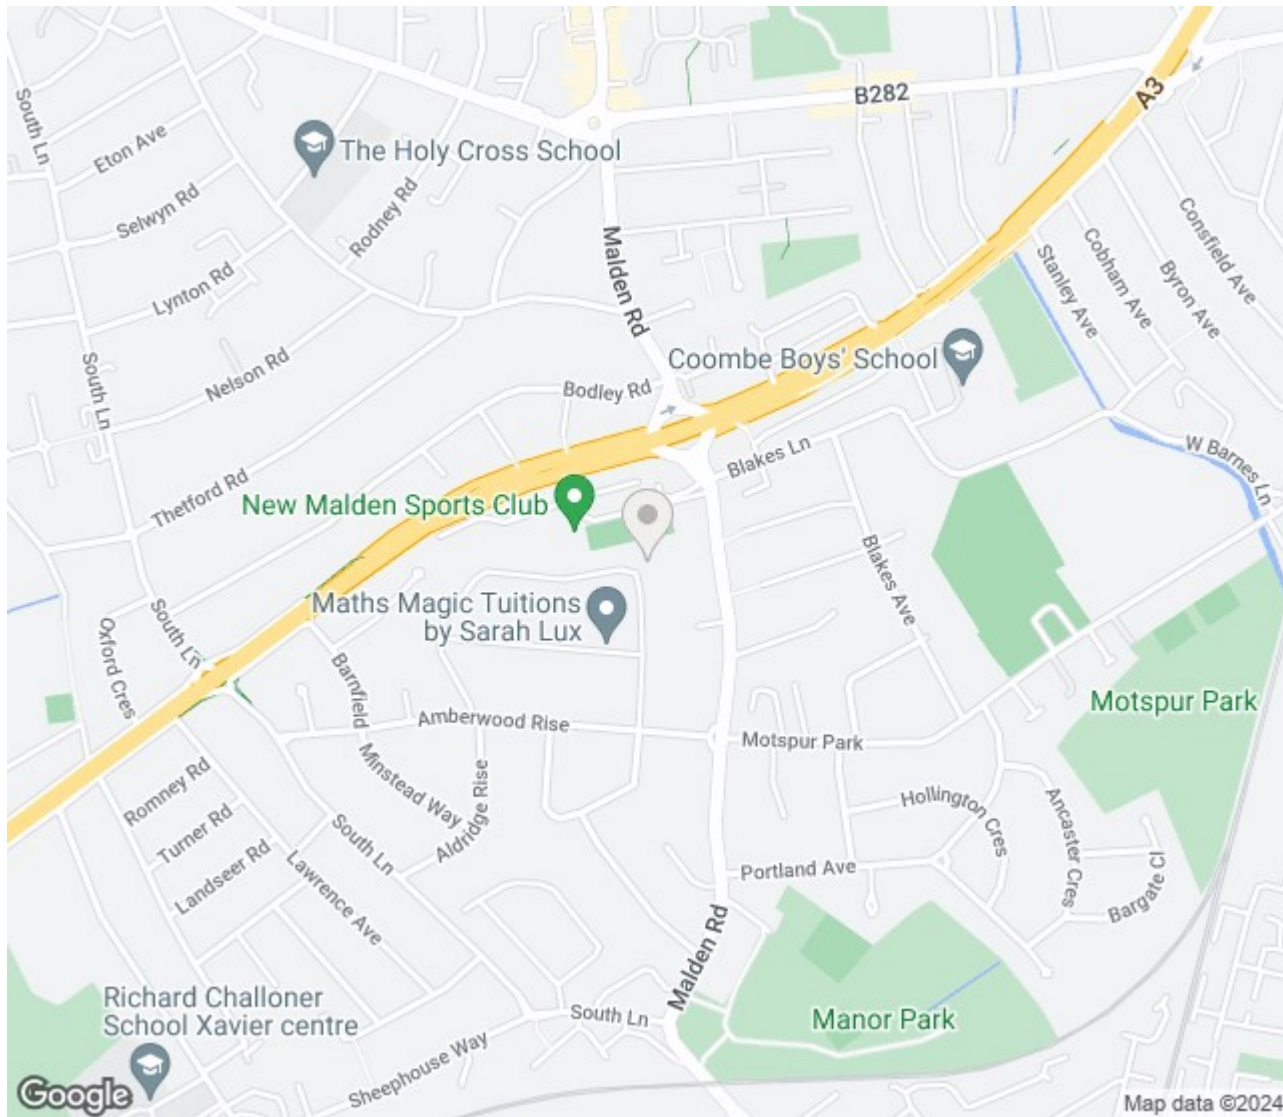 South Ln
Eton Ave
The Holy Cross School
B282
A3
Selwyn Rd
Rodney Rd
Malden Rd
Consfield Ave
Cobham Ave
Byron Ave
Stanley Ave
Lynton Rd
Nelson Rd
South Ln
Bodley Rd
Coombe Boys' School
W Barnes Ln
Blakes Ln
Thetford Rd
New Malden Sports Club
Blakes Ave
Maths Magic Tuitions
by Sarah Lux
South Ln
Oxford Cres
Barnfield
Amberwood Rise
Motspur Park
Motspur Park
Minstead Way
Aldridge Rise
Romney Rd
Turner Rd
Landseer Rd
South Ln
Lawrence Ave
Hollington Cres
Ancaster Cres
Bargate Cl
Portland Ave
Malden Rd
Richard Challoner
School Xavier centre
South Ln
Manor Park
Sheephouse Way
Google
Map data ©2024